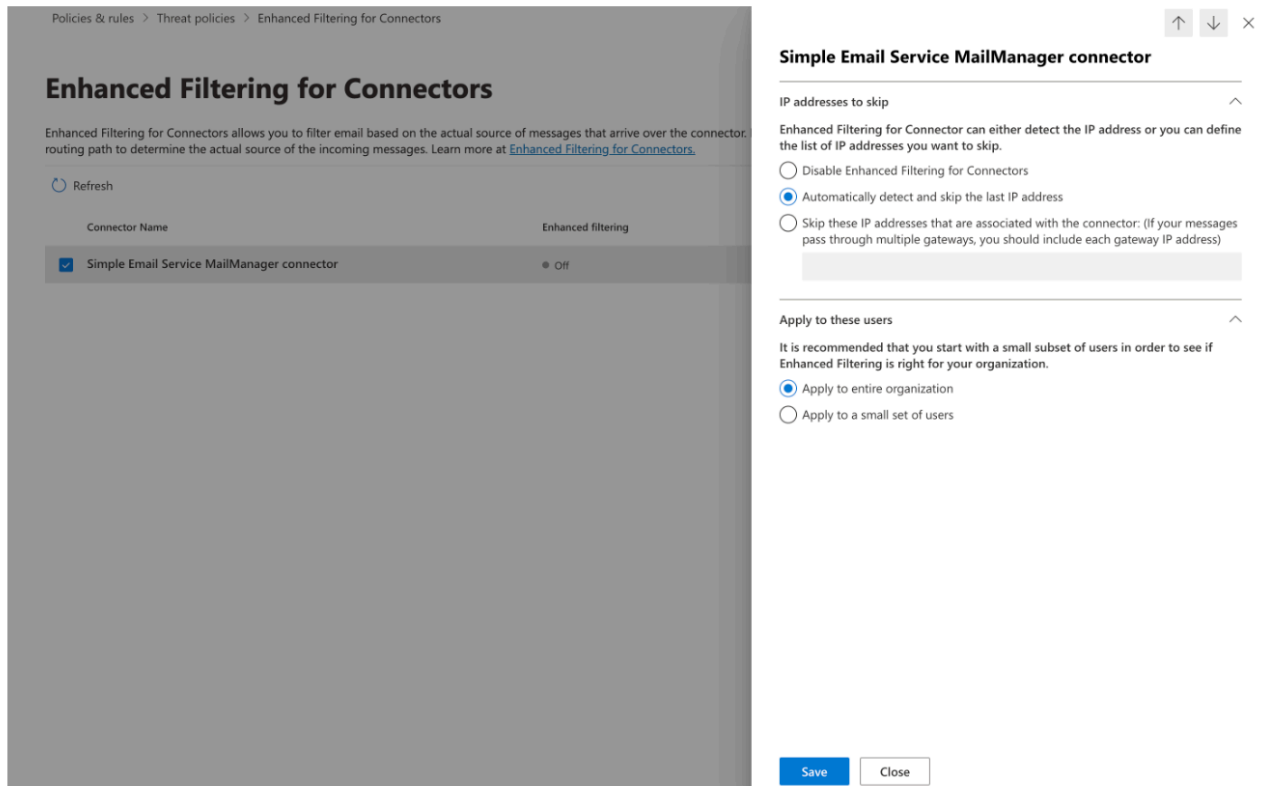 Policies & rules > Threat policies > Enhanced Filtering for Connectors
Enhanced Filtering for Connectors
Enhanced Filtering for Connectors allows you to filter email based on the actual source of messages that arrive over the connector.
routing path to determine the actual source of the incoming messages. Learn more at Enhanced Filtering for Connectors.
Refresh
Connector Name Enhanced filtering
Simple Email Service MailManager connector Off
Simple Email Service MailManager connector
IP addresses to skip
Enhanced Filtering for Connector can either detect the IP address or you can define
the list of IP addresses you want to skip.
Disable Enhanced Filtering for Connectors
Automatically detect and skip the last IP address
Skip these IP addresses that are associated with the connector: (If your messages
pass through multiple gateways, you should include each gateway IP address)
Apply to these users
It is recommended that you start with a small subset of users in order to see if
Enhanced Filtering is right for your organization.
Apply to entire organization
Apply to a small set of users
Save Close